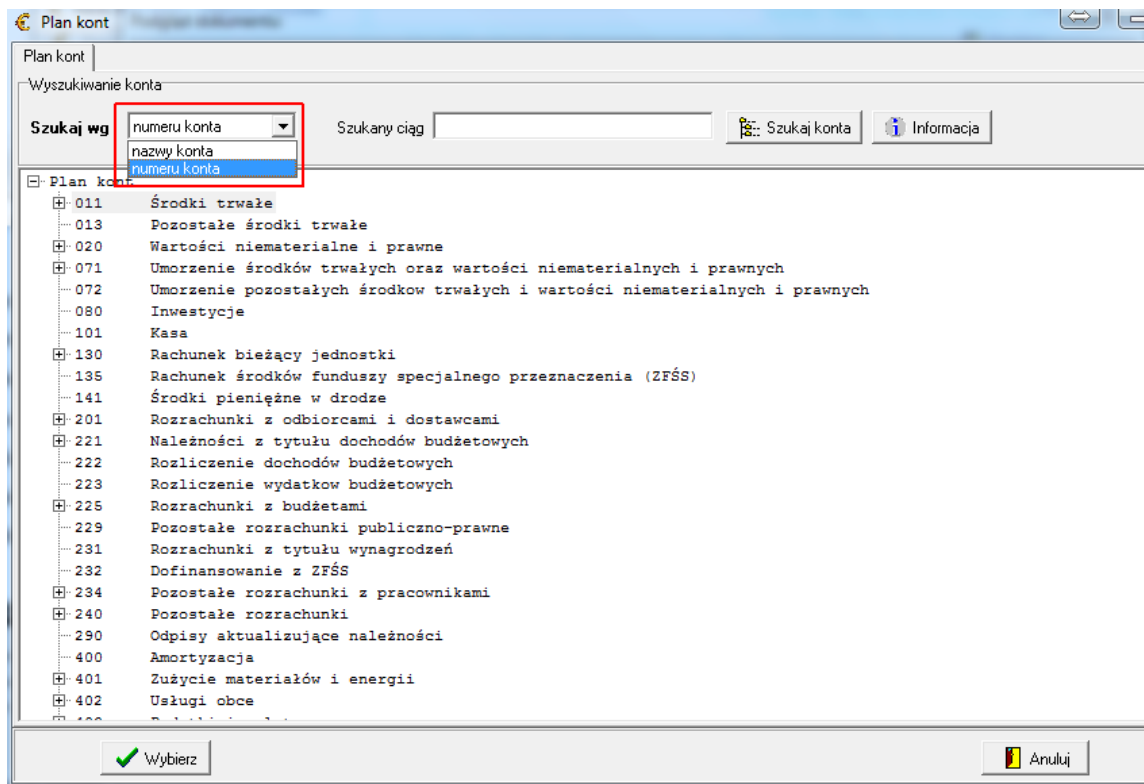 Plan kont
Plan kont
Wyszukiwanie konta
Szukaj wg numeru konta Szukany ciąg Szukaj konta Informacja
nazwy konta
numeru konta
Plan kont
011 Środki trwałe
013 Pozostałe środki trwałe
020 Wartości niematerialne i prawne
071 Umorzenie środków trwałych oraz wartości niematerialnych i prawnych
072 Umorzenie pozostałych środkow trwałych i wartości niematerialnych i prawnych
080 Inwestycje
101 Kasa
130 Rachunek bieżący jednostki
135 Rachunek środków funduszy specjalnego przeznaczenia (ZFŚS)
141 Środki pieniężne w drodze
201 Rozrachunki z odbiorcami i dostawcami
221 Należności z tytułu dochodów budżetowych
222 Rozliczenie dochodów budżetowych
223 Rozliczenie wydatkow budżetowych
225 Rozrachunki z budżetami
229 Pozostałe rozrachunki publiczno-prawne
231 Rozrachunki z tytułu wynagrodzeń
232 Dofinansowanie z ZFŚS
234 Pozostałe rozrachunki z pracownikami
240 Pozostałe rozrachunki
290 Odpisy aktualizujące należności
400 Amortyzacja
401 Zużycie materiałów i energii
402 Usługi obce
Wybierz Anuluj